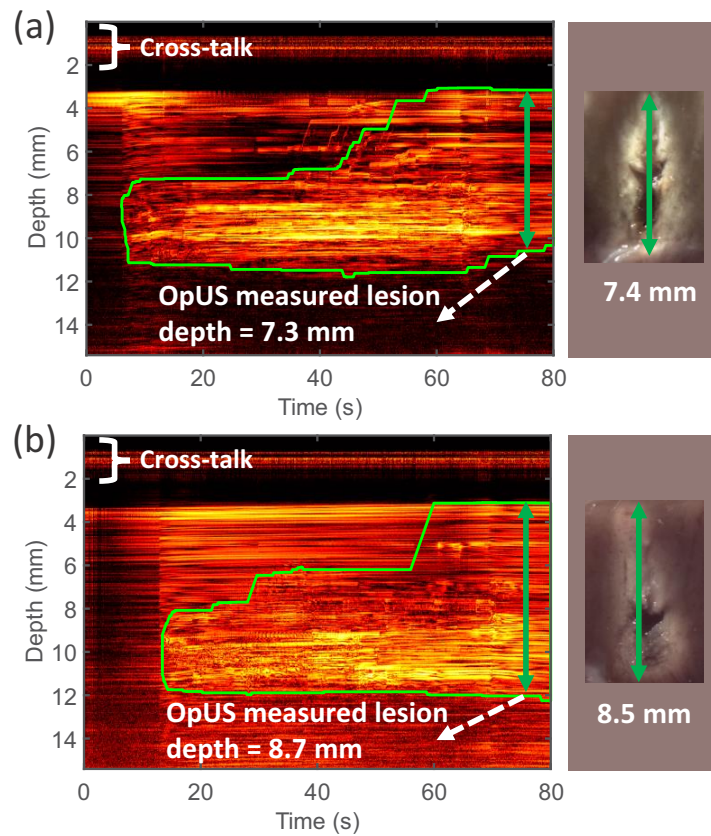 (a)
Cross-talk
2
4
6
8
10
12
14
Depth (mm)
OpUS measured lesion
depth = 7.3 mm
7.4 mm
0
20
40
60
80
Time (s)
(b)
Cross-talk
2
4
6
8
10
12
14
Depth (mm)
OpUS measured lesion
depth = 8.7 mm
8.5 mm
0
20
40
60
80
Time (s)